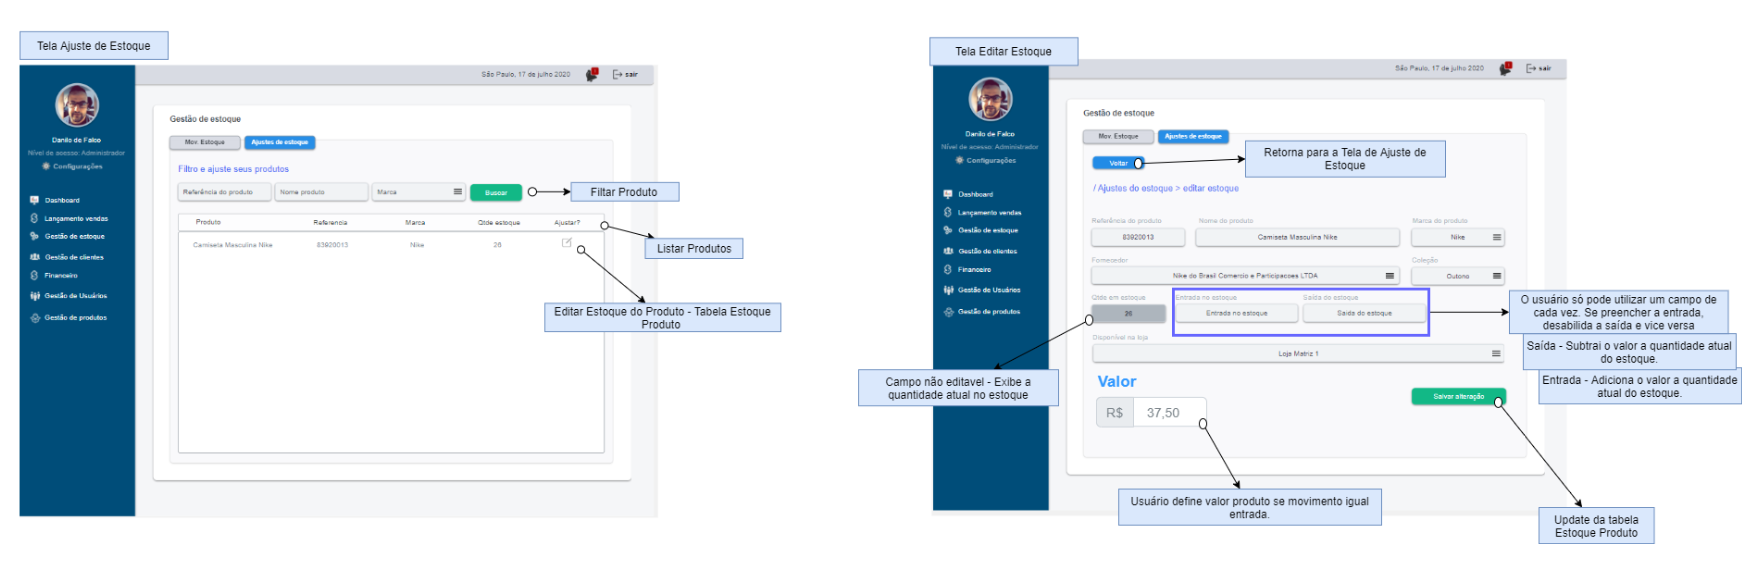 Tela Ajuste de Estoque
São Paulo, 17 de julho 2020
sair
Danilo de Falco
Nível de acesso: Administrador
Configurações
Dashboard
Lançamento vendas
Gestão de estoque
Gestão de clientes
Financeiro
Gestão de Usuários
Gestão de produtos
Gestão de estoque
Mov. Estoque
Ajustes de estoque
Filtro e ajuste seus produtos
Referência do produto
Nome produto
Marca
Buscar
Filtar Produto
Produto
Referencia
Marca
Qtde estoque
Ajustar?
Camiseta Masculina Nike
83920013
Nike
26
Listar Produtos
Editar Estoque do Produto - Tabela Estoque
Produto
Tela Editar Estoque
São Paulo, 17 de julho 2020
sair
Danilo de Falco
Nível de acesso: Administrador
Configurações
Dashboard
Lançamento vendas
Gestão de estoque
Gestão de clientes
Financeiro
Gestão de Usuários
Gestão de produtos
Gestão de estoque
Mov. Estoque
Ajustes de estoque
Voltar
Retorna para a Tela de Ajuste de
Estoque
/ Ajustes do estoque > editar estoque
Referência do produto
Nome do produto
Marca do produto
83920013
Camiseta Masculina Nike
Nike
Fornecedor
Coleção
Nike do Brasil Comercio e Participacoes LTDA
Outono
Qtde em estoque
Entrada no estoque
Saída do estoque
26
Entrada no estoque
Saída do estoque
O usuário só pode utilizar um campo de
cada vez. Se preencher a entrada,
desabilida a saída e vice versa
Saída - Subtrai o valor a quantidade atual
do estoque.
Entrada - Adiciona o valor a quantidade
atual do estoque.
Disponível na loja
Loja Matriz 1
Campo não editavel - Exibe a
quantidade atual no estoque
Valor
R$
37,50
Salvar alteração
Usuário define valor produto se movimento igual
entrada.
Update da tabela
Estoque Produto